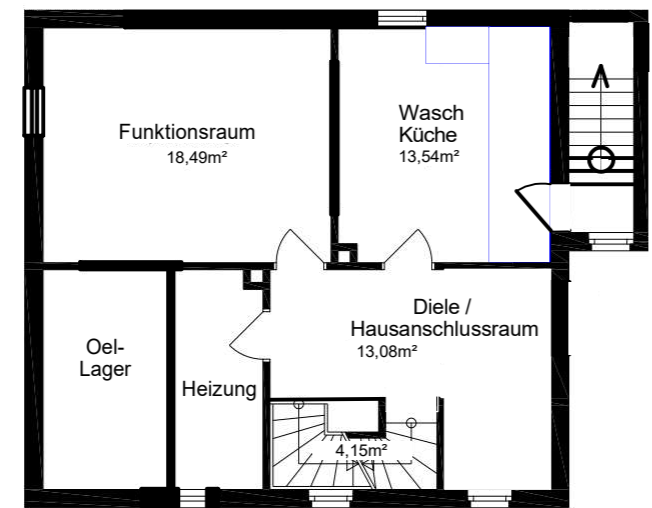 Funktionsraum
18,49m²
Wasch
Küche
13,54m²
Diele /
Hausanschlussraum
13,08m²
Oel-
Lager
Heizung
4,15m²